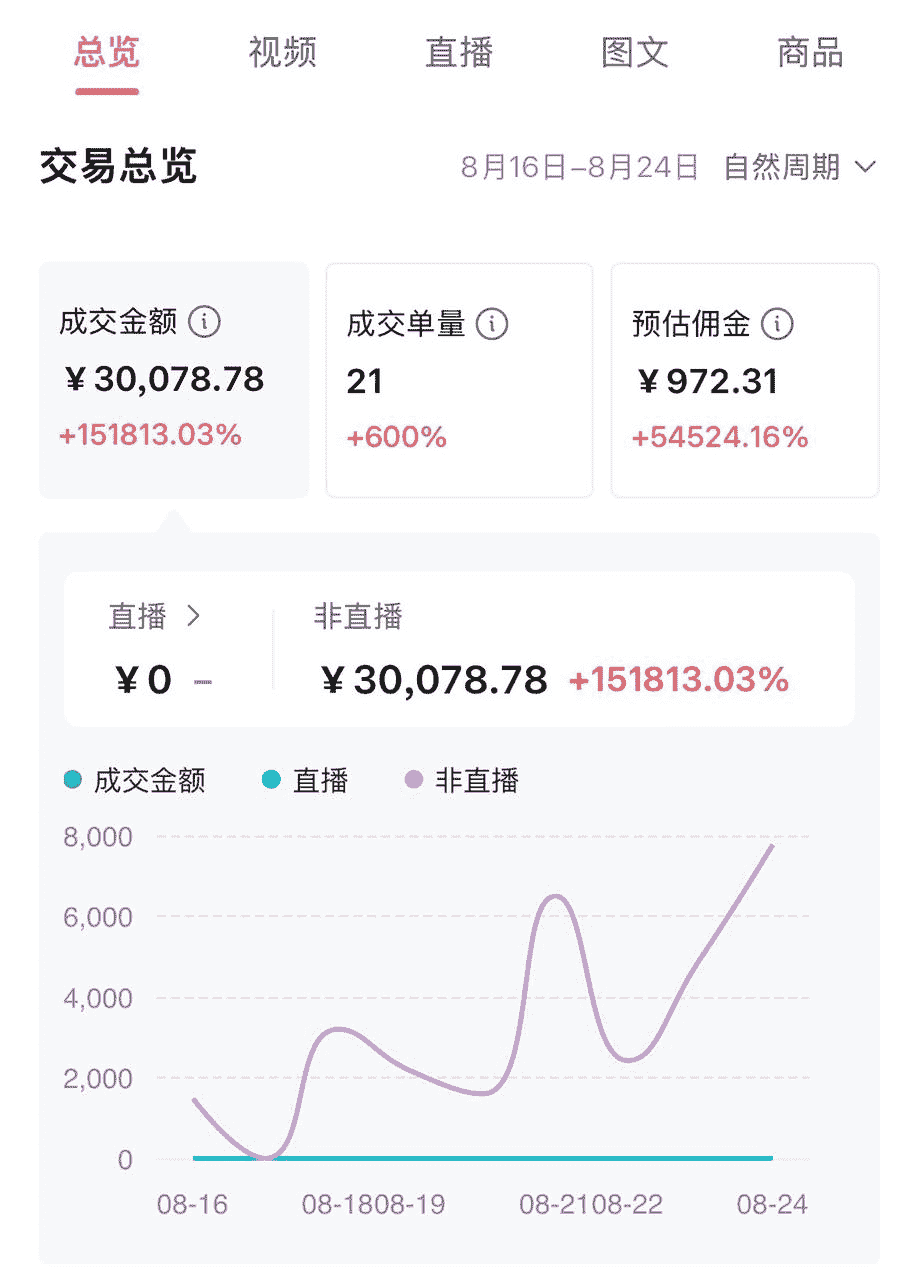 总览 视频 直播 图文 商品
交易总览 8月16日-8月24日 自然周期
成交金额 成交单量 预估佣金
¥30,078.78 21 ¥972.31
+151813.03% +600% +54524.16%
直播 非直播
¥0 - ¥30,078.78 +151813.03%
成交金额 直播 非直播
8,000
6,000
4,000
2,000
0
08-16 08-1808-19 08-2108-22 08-24